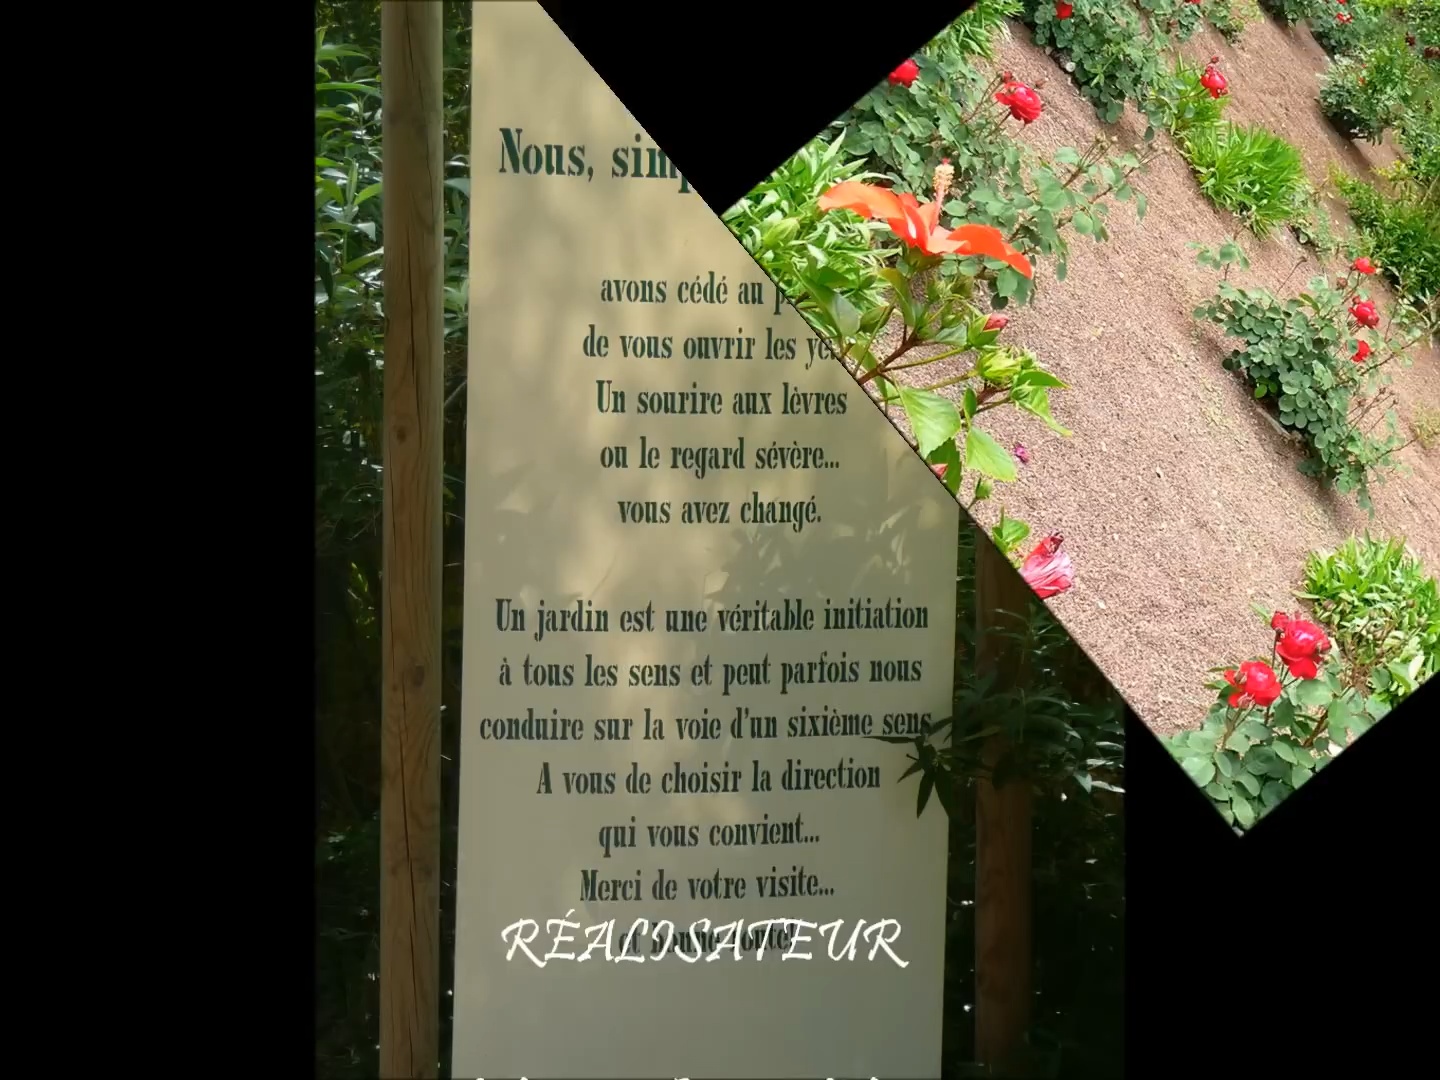 Nous,
avons cédé au
de vous ouvrir les
Un sourire aux lèvres
ou le regard sévère...
vous avez changé.
Un jardin est une véritable initiation
à tous les sens et peut parfois nous
conduire sur la voie d'un sixième sens
A vous de choisir la direction
qui vous convient...
Merci de votre visite...
RÉALISATEUR